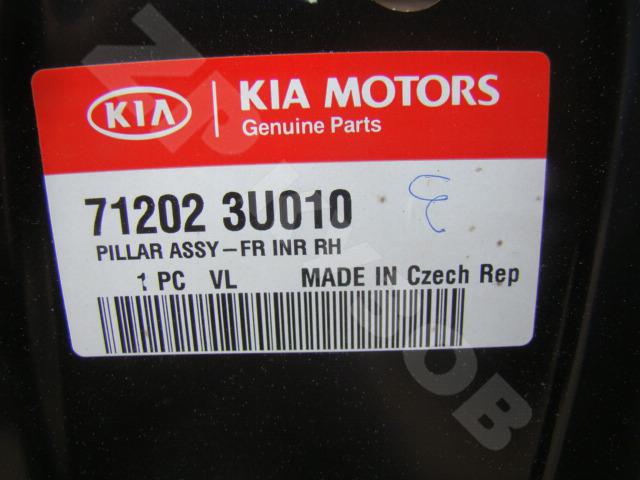 KIA
KIA MOTORS
Genuine Parts
71202 3U010
PILLAR ASSY-FR INR RH
1 PC VL MADE IN Czech Rep